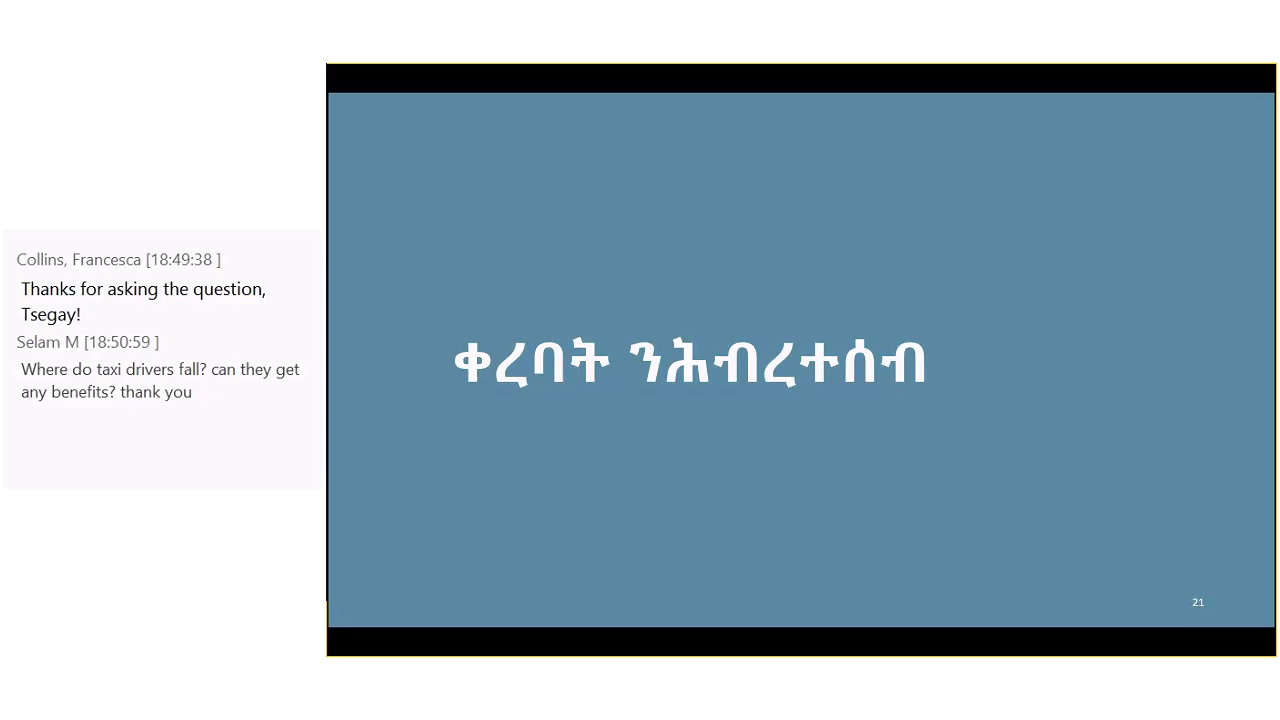 Collins, Francesca [18:49:38 ]
Thanks for asking the question,
Tsegay!
Selam M [18:50:59 ]
Where do taxi drivers fall? can they get
any benefits? thank you
ቀረባት ንሕብረተሰብ
21